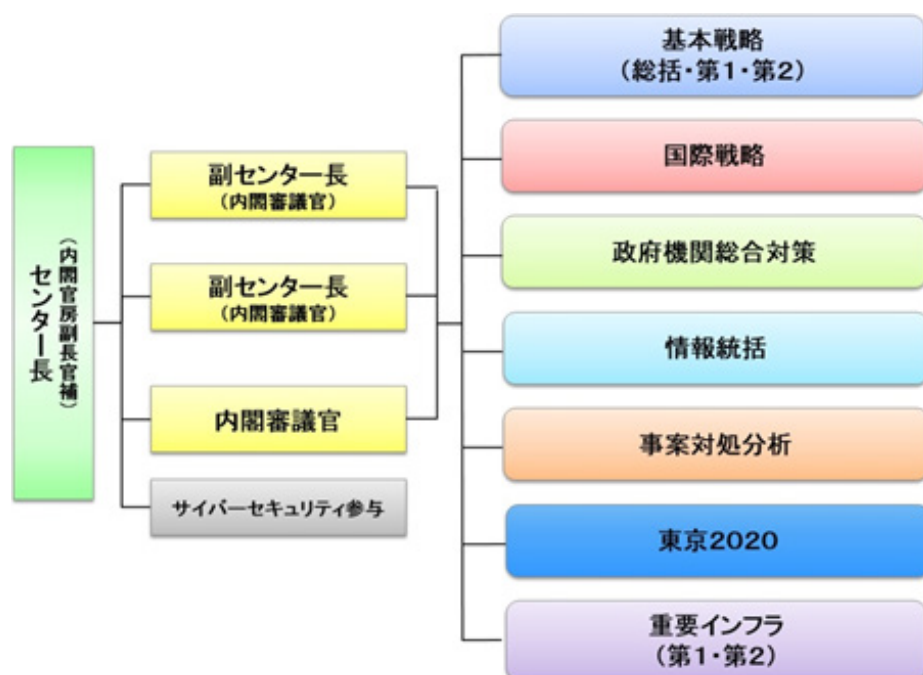 センター長
（内閣官房副長官補）
副センター長
（内閣審議官）
副センター長
（内閣審議官）
内閣審議官
サイバーセキュリティ参与
基本戦略
（総括・第1・第2）
国際戦略
政府機関総合対策
情報統括
事案対処分析
東京2020
重要インフラ
（第1・第2）